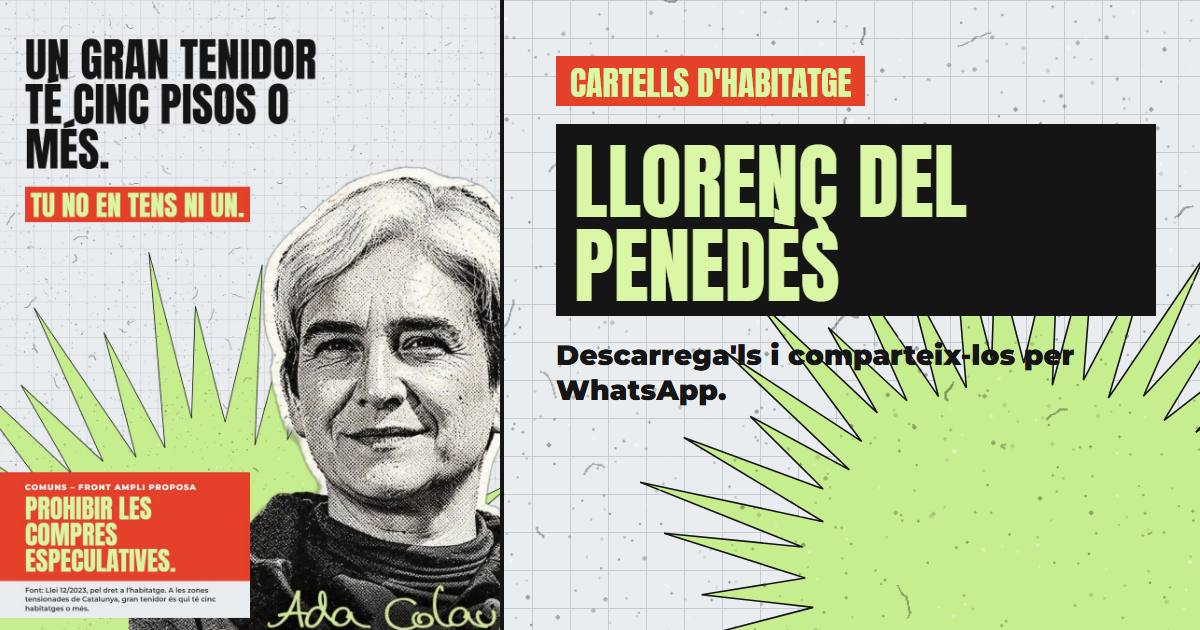 UN GRAN TENIDOR
TÉ CINC PISOS O
MÉS.
TU NO EN TENS NI UN.
COMUNS – FRONT AMPLI PROPOSA
PROHIBIR LES
COMPRES
ESPECULATIVES.
Font: Llei 12/2023, pel dret a l'habitatge. A les zones
tensionades de Catalunya, gran tenidor és qui té cinc
habitatges o més.
Ada Colau
CARTELLS D'HABITATGE
LLORENÇ DEL
PENEDÈS
Descarrega'ls i comparteix-los per
WhatsApp.